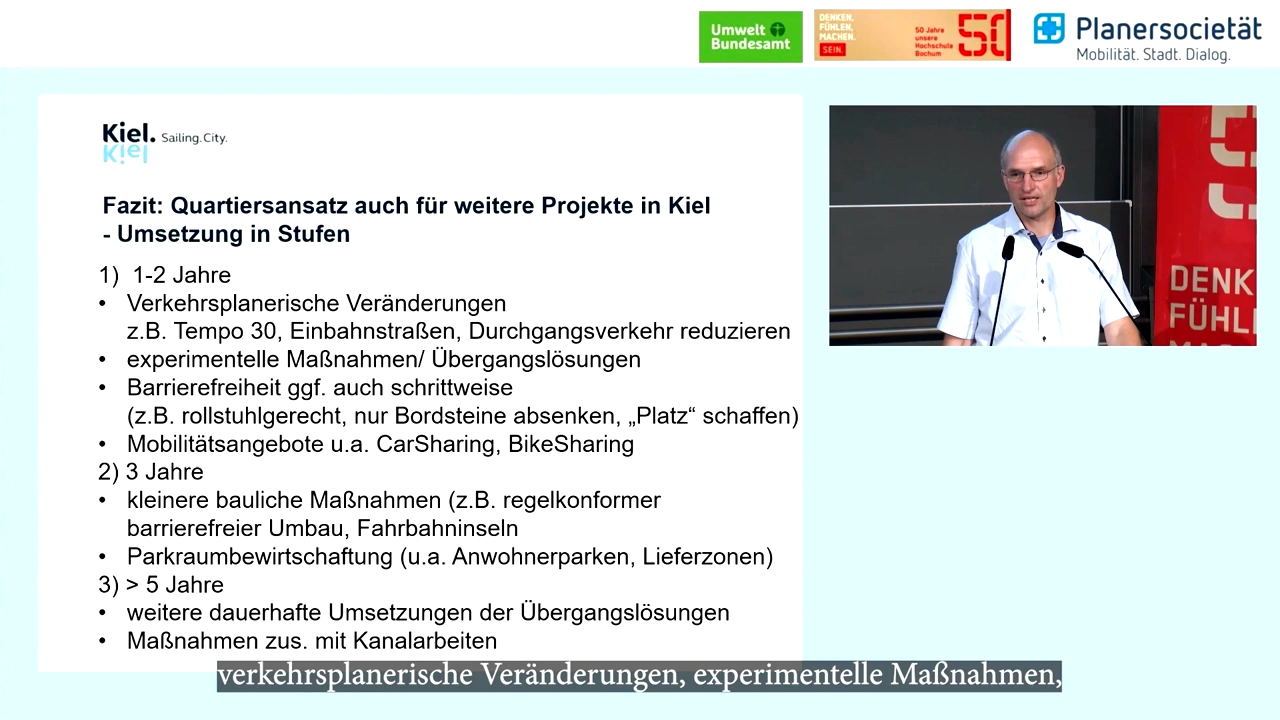 Umwelt
Bundesamt
DENKEN,
FÜHLEN,
MACHEN.
SEIN.
50 Jahre
unsere
Hochschule
Bochum
50
Planersocietät
Mobilität. Stadt. Dialog.
Kiel. Sailing.City.
Kiel
Fazit: Quartiersansatz auch für weitere Projekte in Kiel
- Umsetzung in Stufen
1) 1-2 Jahre
• Verkehrsplanerische Veränderungen
z.B. Tempo 30, Einbahnstraßen, Durchgangsverkehr reduzieren
• experimentelle Maßnahmen/ Übergangslösungen
• Barrierefreiheit ggf. auch schrittweise
(z.B. rollstuhlgerecht, nur Bordsteine absenken, „Platz“ schaffen)
• Mobilitätsangebote u.a. CarSharing, BikeSharing
2) 3 Jahre
• kleinere bauliche Maßnahmen (z.B. regelkonformer
barrierefreier Umbau, Fahrbahninseln
• Parkraumbewirtschaftung (u.a. Anwohnerparken, Lieferzonen)
3) > 5 Jahre
• weitere dauerhafte Umsetzungen der Übergangslösungen
• Maßnahmen zus. mit Kanalarbeiten
DENK
FÜHL
MAC
verkehrsplanerische Veränderungen, experimentelle Maßnahmen,